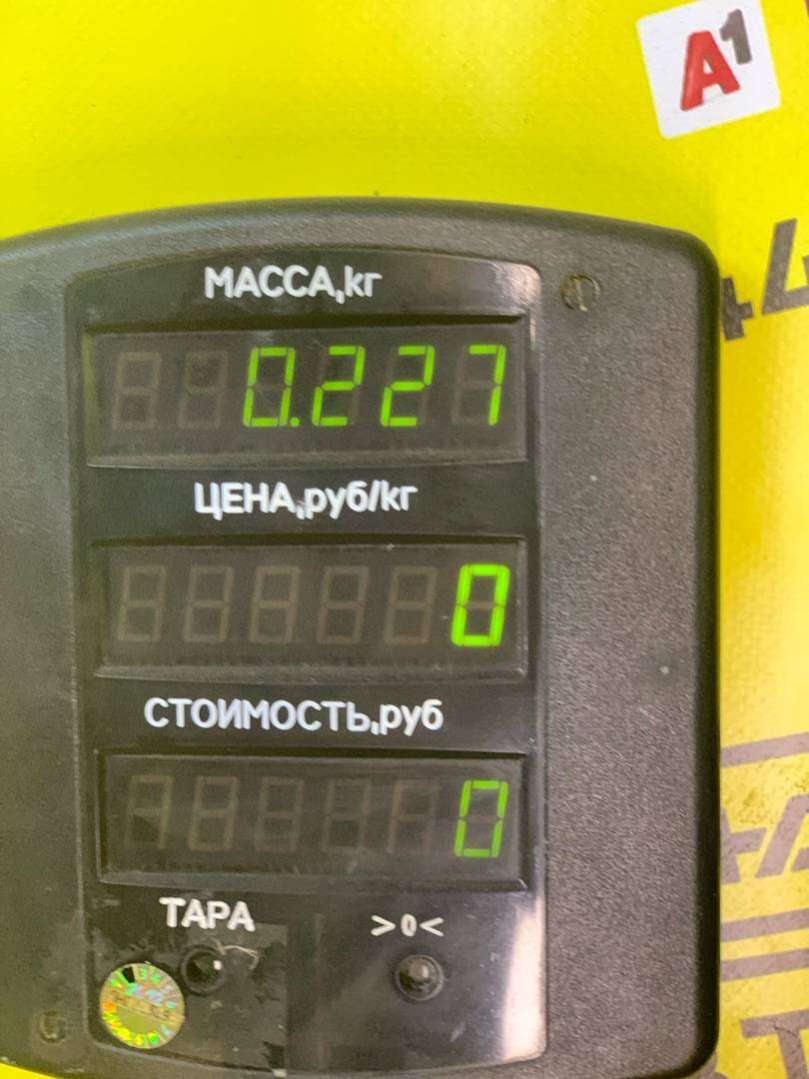 A1
МАССА,кг
0.227
ЦЕНА,руб/кг
0
СТОИМОСТЬ,руб
0
ТАРА
>0<